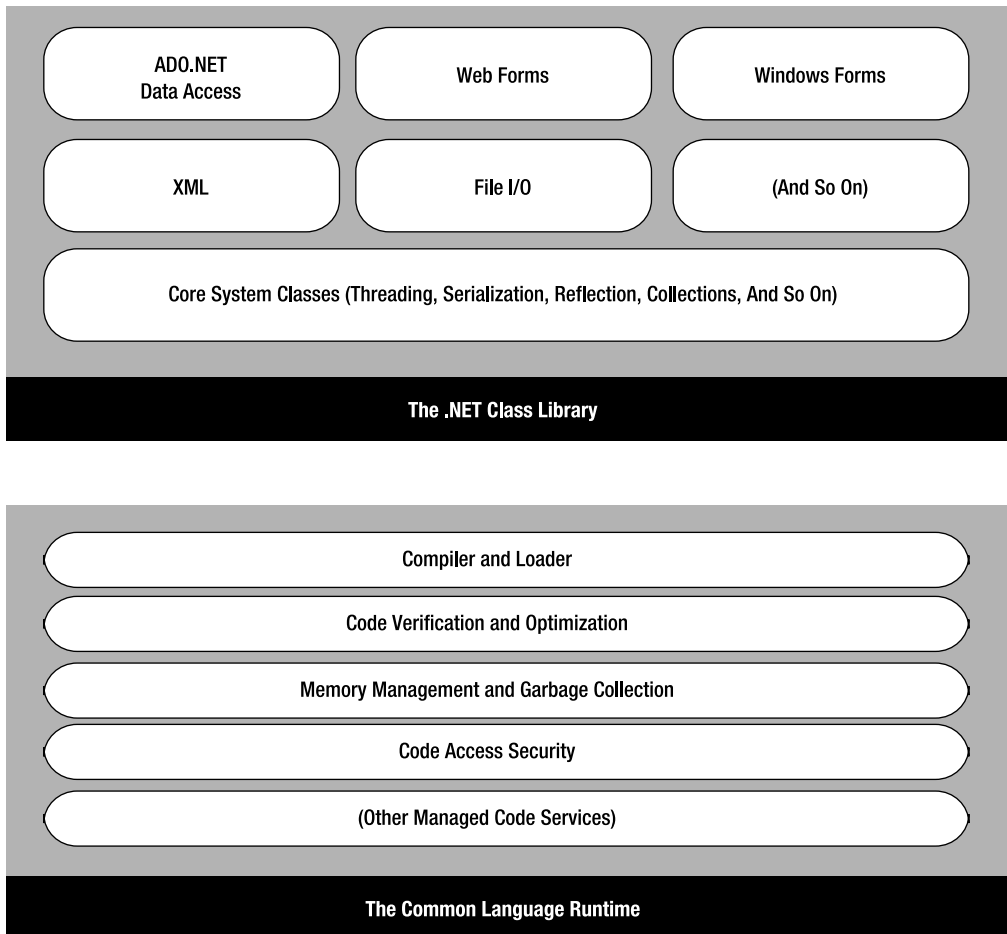 ADO.NET
Data Access
Web Forms
Windows Forms
XML
File I/O
(And So On)
Core System Classes (Threading, Serialization, Reflection, Collections, And So On)
The .NET Class Library
Compiler and Loader
Code Verification and Optimization
Memory Management and Garbage Collection
Code Access Security
(Other Managed Code Services)
The Common Language Runtime